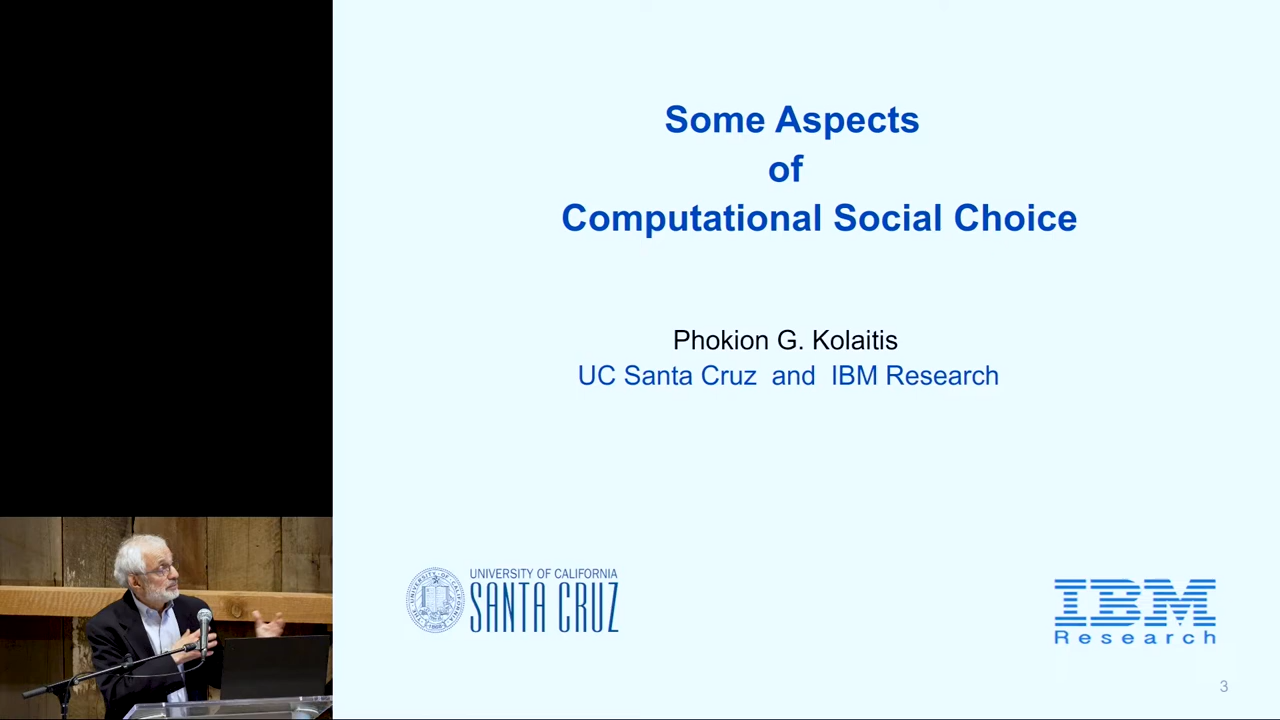 Some Aspects
of
Computational Social Choice
Phokion G. Kolaitis
UC Santa Cruz and IBM Research
UNIVERSITY OF CALIFORNIA
SANTA CRUZ
IBM
Research
3